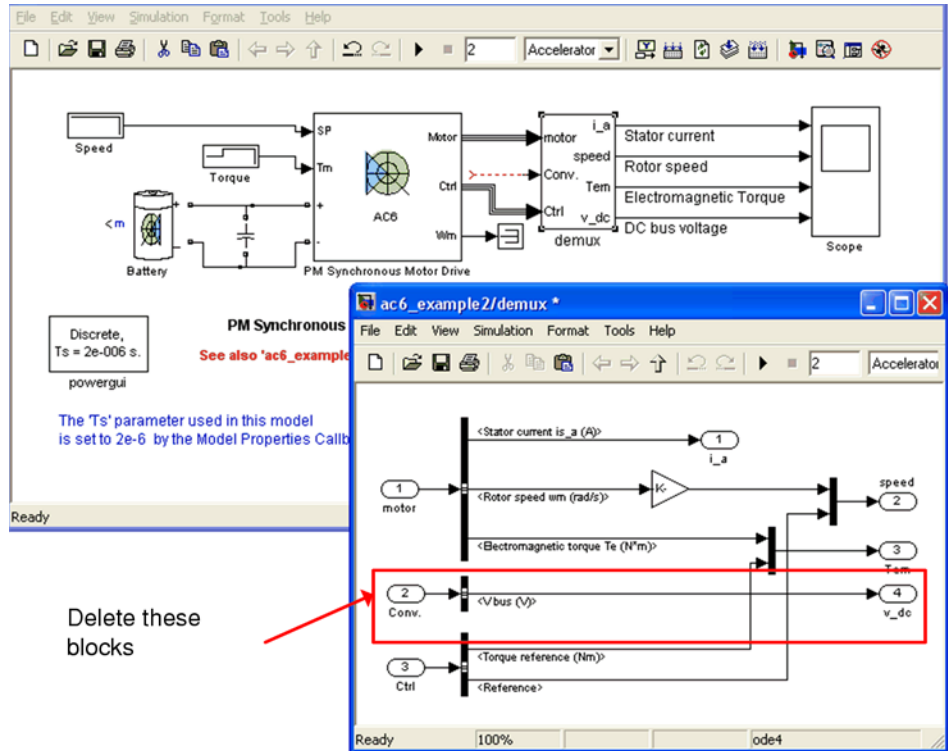 File Edit View Simulation Format Tools Help
2 Accelerator
Speed
Torque
<m
+
-
Battery
SP
Tm
+
-
AC6
Motor
Ctrl
Wm
PM Synchronous Motor Drive
motor
Conv.
Ctrl
i_a
speed
Tem
v_dc
demux
Stator current
Rotor speed
Electromagnetic Torque
DC bus voltage
Scope
Discrete,
Ts = 2e-006 s.
powergui
PM Synchronous
See also 'ac6_example
The 'Ts' parameter used in this model
is set to 2e-6 by the Model Properties Callb
Ready
ac6_example2/demux *
File Edit View Simulation Format Tools Help
2 Accelerator
1
motor
<Stator current is_a (A)>
1
i_a
<Rotor speed wm (rad/s)>
K-
speed
2
<Electromagnetic torque Te (N*m)>
3
Tem
2
Conv.
<Vbus (V)>
4
v_dc
3
Ctrl
<Torque reference (Nm)>
<Reference>
Ready 100% ode4
Delete these
blocks